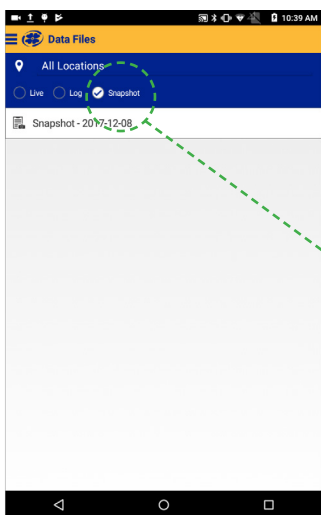 10:39 AM
Data Files
All Locations
Live Log Snapshot
Snapshot - 2017-12-08